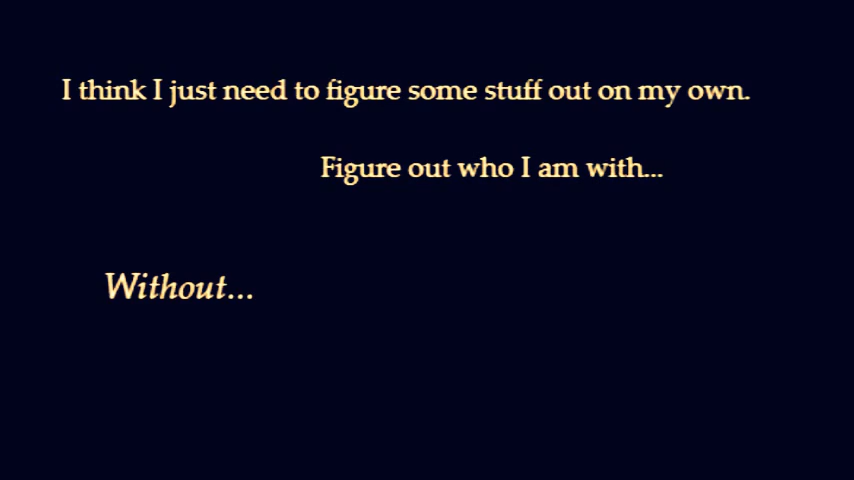 I think I just need to figure some stuff out on my own.
Figure out who I am with...
Without...